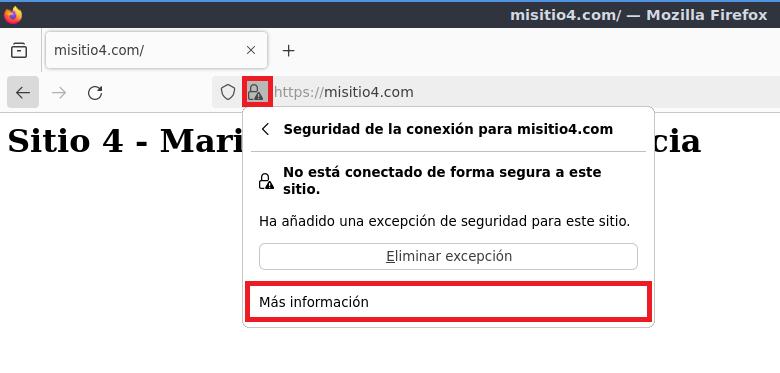 misitio4.com/ — Mozilla Firefox
misitio4.com/
https://misitio4.com
Seguridad de la conexión para misitio4.com
Sitio 4 - Mari
cia
No está conectado de forma segura a este
sitio.
Ha añadido una excepción de seguridad para este sitio.
Eliminar excepción
Más información